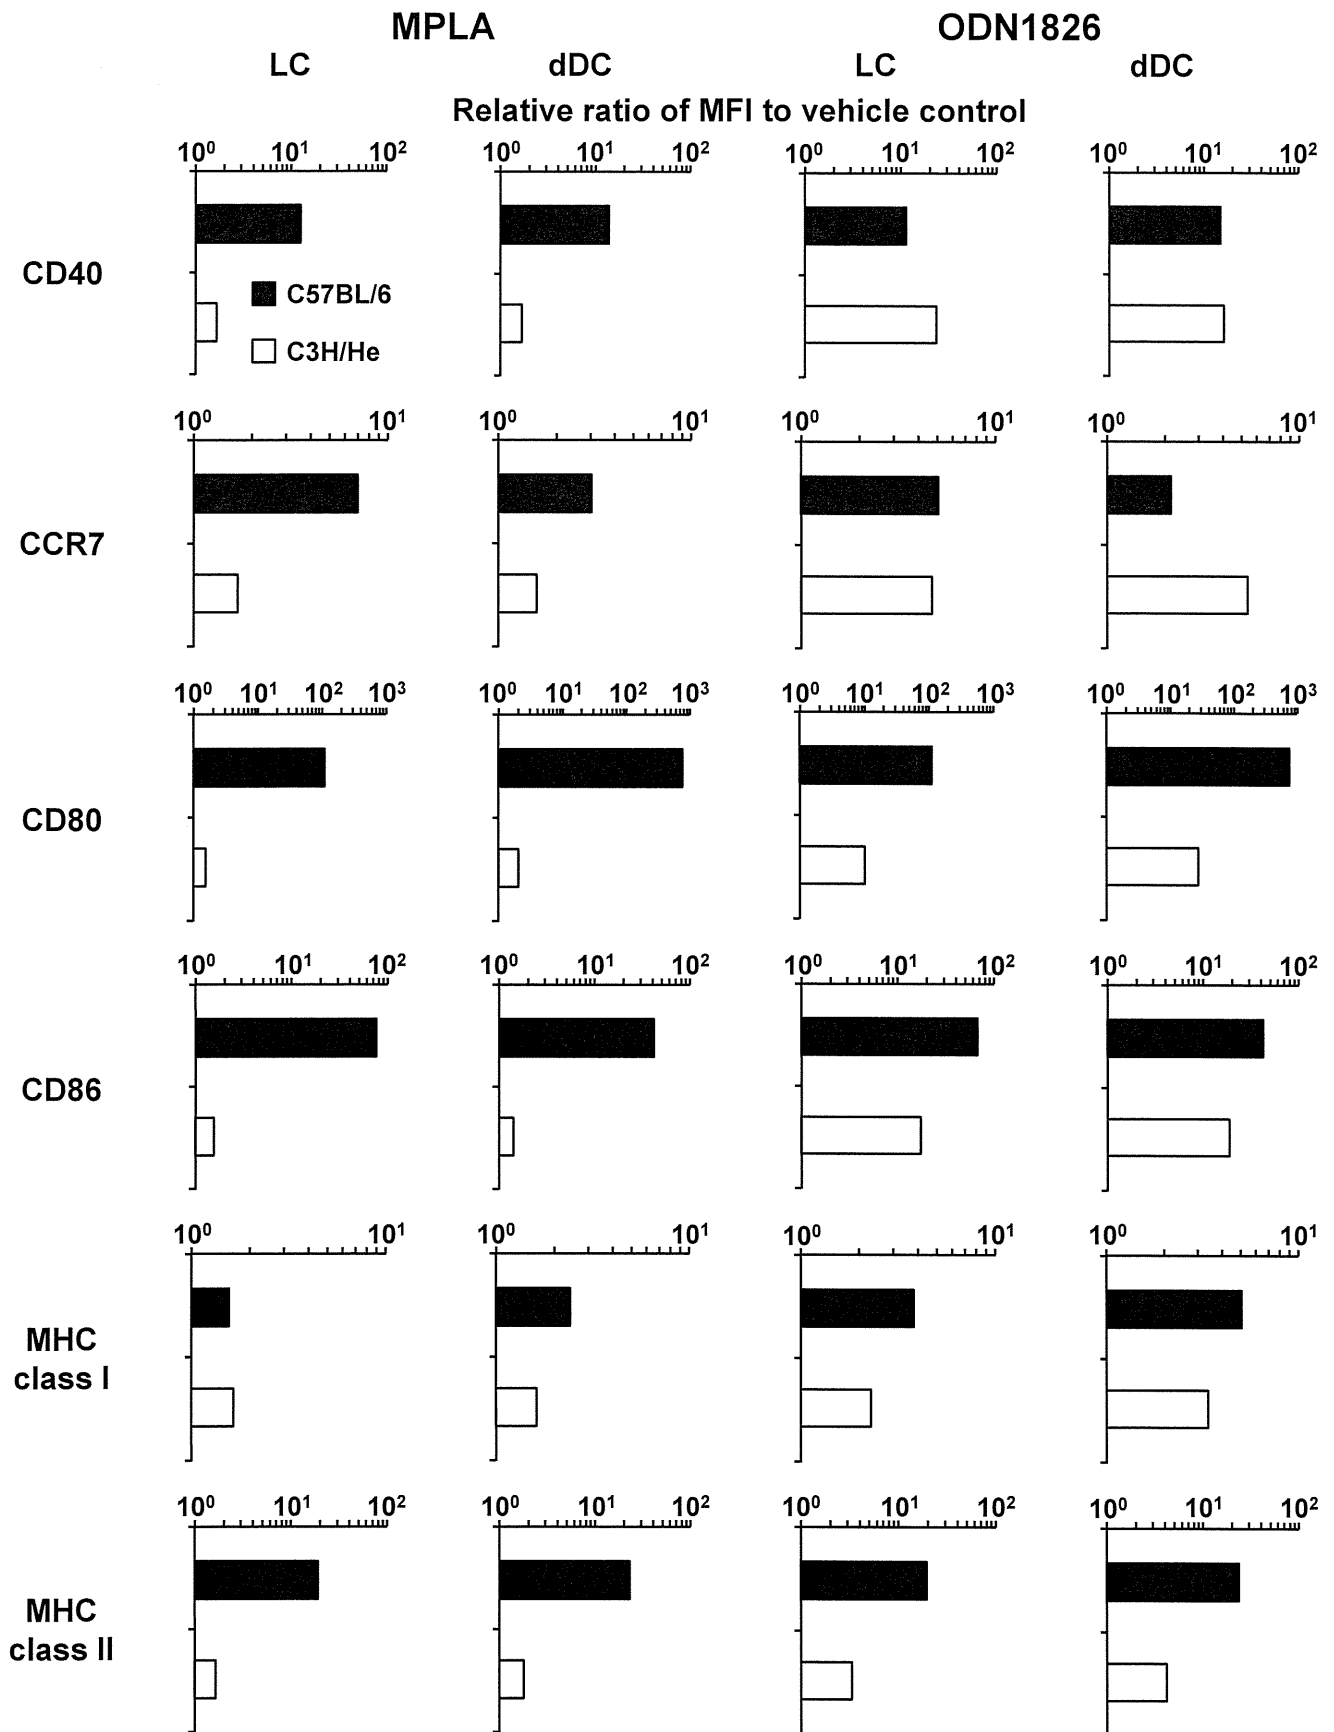 MPLA ODN1826
LC dDC LC dDC
Relative ratio of MFI to vehicle control
10⁰ 10¹ 10² 10⁰ 10¹ 10² 10⁰ 10¹ 10² 10⁰ 10¹ 10²
CD40
C57BL/6
C3H/He
10⁰ 10¹ 10⁰ 10¹ 10⁰ 10¹ 10⁰ 10¹
CCR7
10⁰ 10¹ 10² 10³ 10⁰ 10¹ 10² 10³ 10⁰ 10¹ 10² 10³ 10⁰ 10¹ 10² 10³
CD80
10⁰ 10¹ 10² 10⁰ 10¹ 10² 10⁰ 10¹ 10² 10⁰ 10¹ 10²
CD86
10⁰ 10¹ 10⁰ 10¹ 10⁰ 10¹ 10⁰ 10¹
MHC
class I
10⁰ 10¹ 10² 10⁰ 10¹ 10² 10⁰ 10¹ 10² 10⁰ 10¹ 10²
MHC
class II